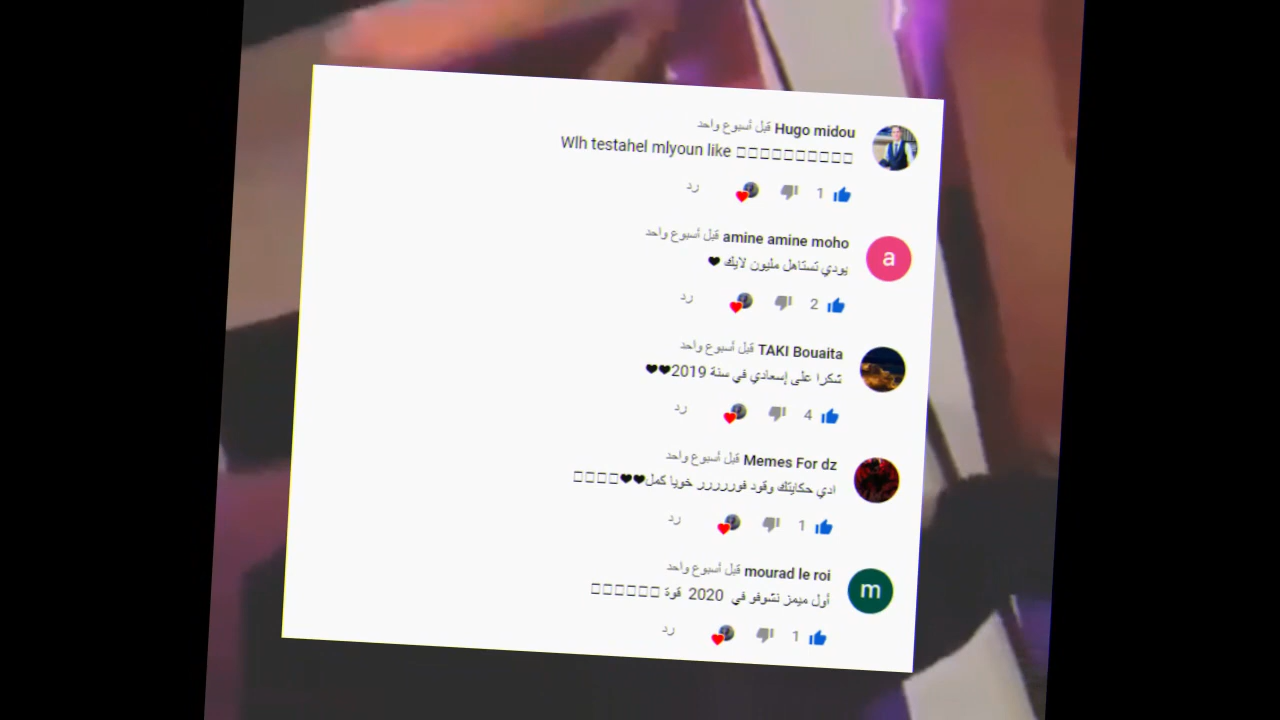 Hugo midou قبل أسبوع واحد
Wlh testahel mlyoun like
1 رد
amine amine moho قبل أسبوع واحد
يودي تستاهل مليون لايك ❤
2 رد
TAKI Bouaita قبل أسبوع واحد
شكرا على إسعادي في سنة 2019❤❤
4 رد
Memes For dz قبل أسبوع واحد
ادي حكايتك وقود فورررر خويا كمل❤❤
1 رد
mourad le roi قبل أسبوع واحد
أول ميمز نشوفو في 2020 قوة
1 رد
a
m